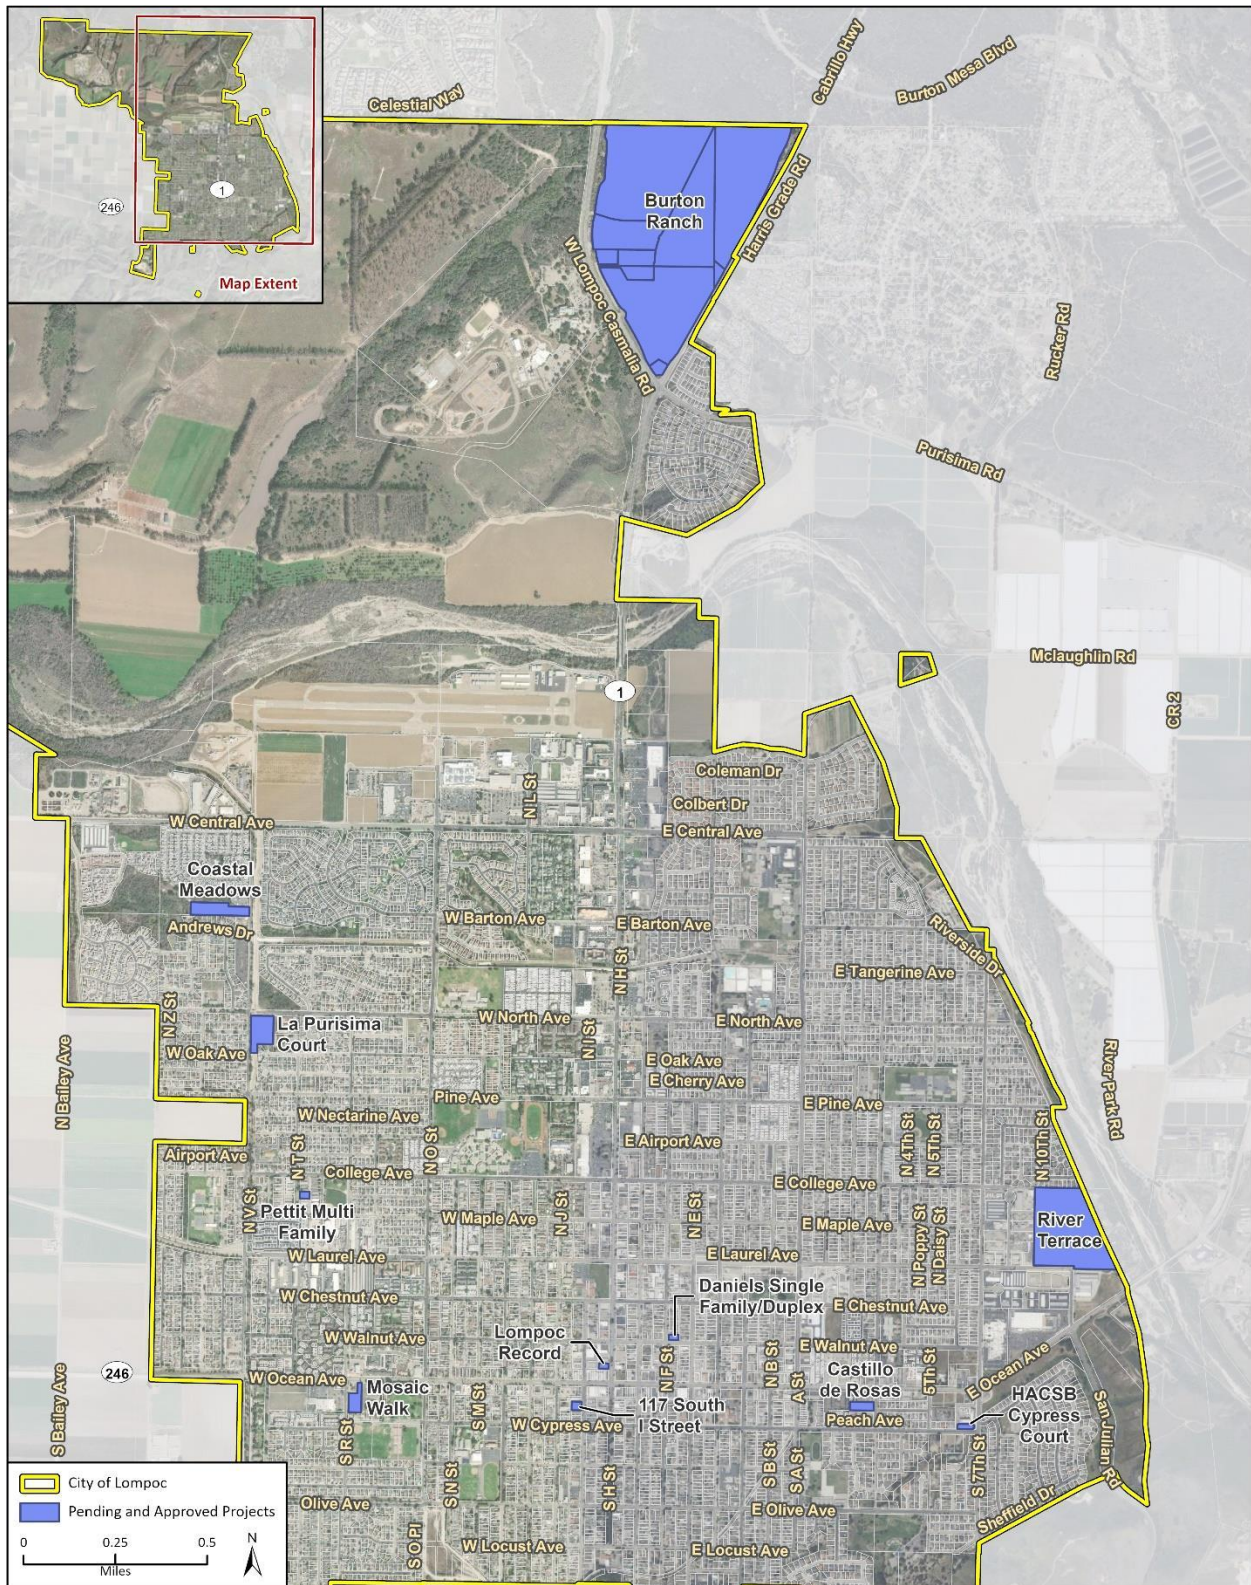 Celestial Way
Cabrillo Hwy
Burton Mesa Blvd
1
246
Map Extent
Burton
Ranch
Harris Grade Rd
W Lompoc Casmalia Rd
Rucker Rd
Purisima Rd
Mclaughlin Rd
1
CR 2
Coleman Dr
N L St
Colbert Dr
W Central Ave
E Central Ave
Coastal
Meadows
W Barton Ave
E Barton Ave
Andrews Dr
Riverside Dr
N H St
E Tangerine Ave
N Z St
La Purisima
Court
W North Ave
E North Ave
N I St
W Oak Ave
E Oak Ave
E Cherry Ave
N Bailey Ave
River Park Rd
Pine Ave
E Pine Ave
W Nectarine Ave
E Airport Ave
Airport Ave
N T St
N O St
N 4Th St
N 5Th St
N 10Th St
College Ave
E College Ave
N V St
Pettit Multi
Family
W Maple Ave
N J St
N E St
E Maple Ave
N Poppy St
N Daisy St
River
Terrace
W Laurel Ave
E Laurel Ave
Daniels Single
Family/Duplex
W Chestnut Ave
E Chestnut Ave
W Walnut Ave
Lompoc
Record
E Walnut Ave
246
W Ocean Ave
N F St
N B St
A St
Castillo
de Rosas
5Th St
E Ocean Ave
Mosaic
Walk
S M St
117 South
I Street
W Cypress Ave
Peach Ave
HACSB
Cypress
Court
San Julian Rd
S Bailey Ave
S R St
S N St
S H St
S B St
S A St
S 7Th St
Olive Ave
E Olive Ave
Sheffield Dr
S O Pl
W Locust Ave
E Locust Ave
City of Lompoc
Pending and Approved Projects
0 0.25 0.5
Miles
N